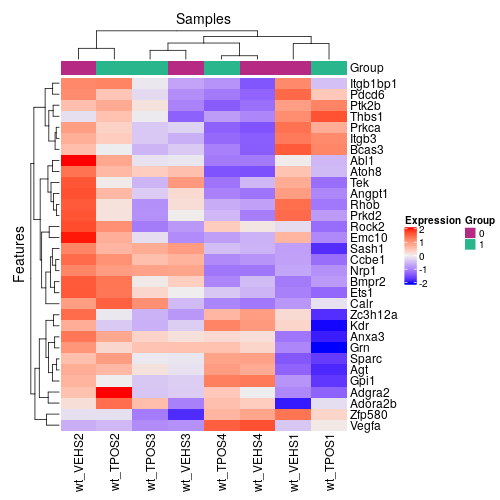 Samples
Group
Itgb1bp1
Pdcd6
Ptk2b
Thbs1
Prkca
Itgb3
Bcas3
Abl1
Atoh8
Tek
Angpt1
Rhob
Prkd2
Rock2
Emc10
Sash1
Ccbe1
Nrp1
Bmpr2
Ets1
Calr
Zc3h12a
Kdr
Anxa3
Grn
Sparc
Agt
Gpi1
Adgra2
Adora2b
Zfp580
Vegfa
Features
wt_VEHS2
wt_TPOS2
wt_TPOS3
wt_VEHS3
wt_TPOS4
wt_VEHS4
wt_VEHS1
wt_TPOS1
Expression
2
1
0
-1
-2
Group
0
1